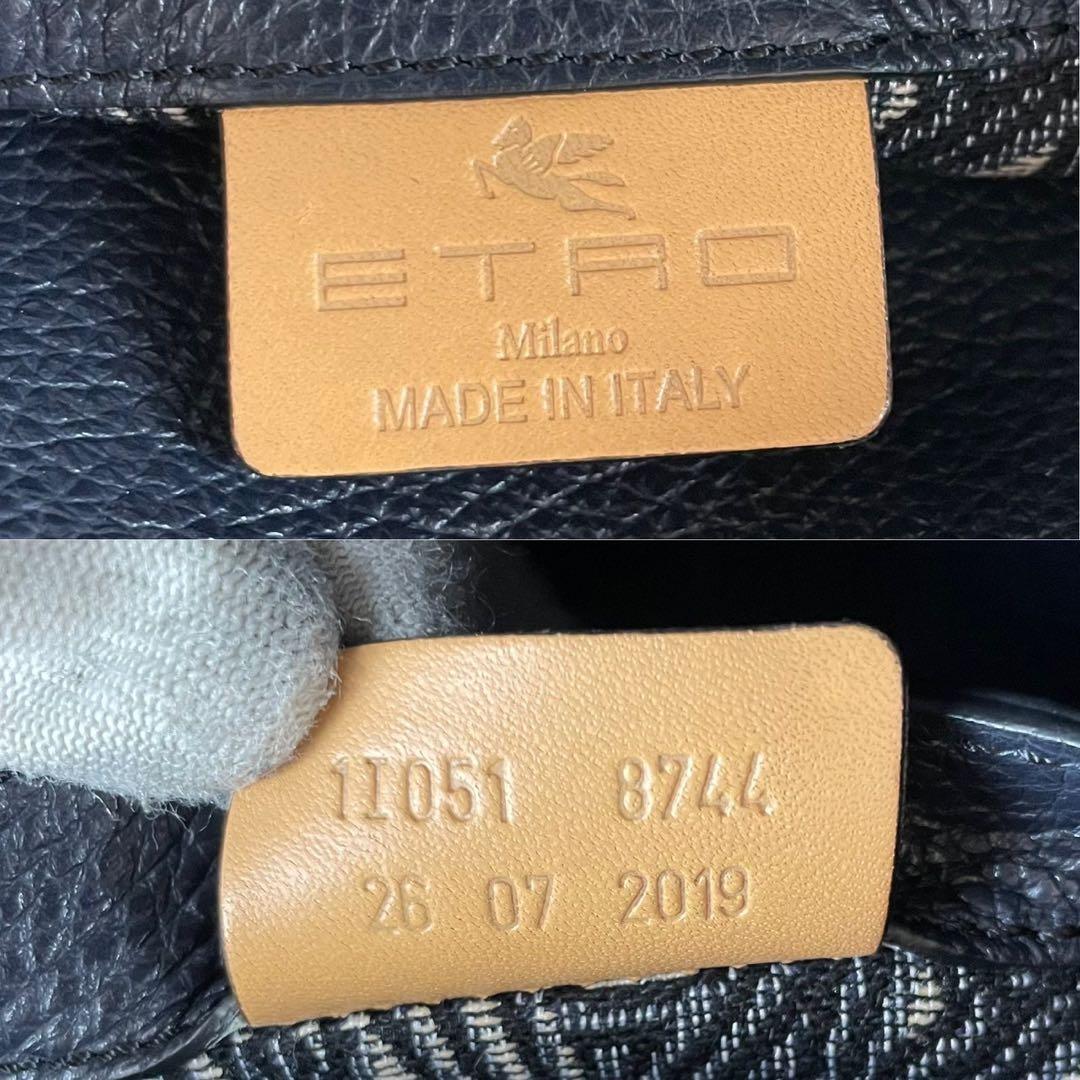 ETRO
Milano
MADE IN ITALY
1I051 8744
26 07 2019